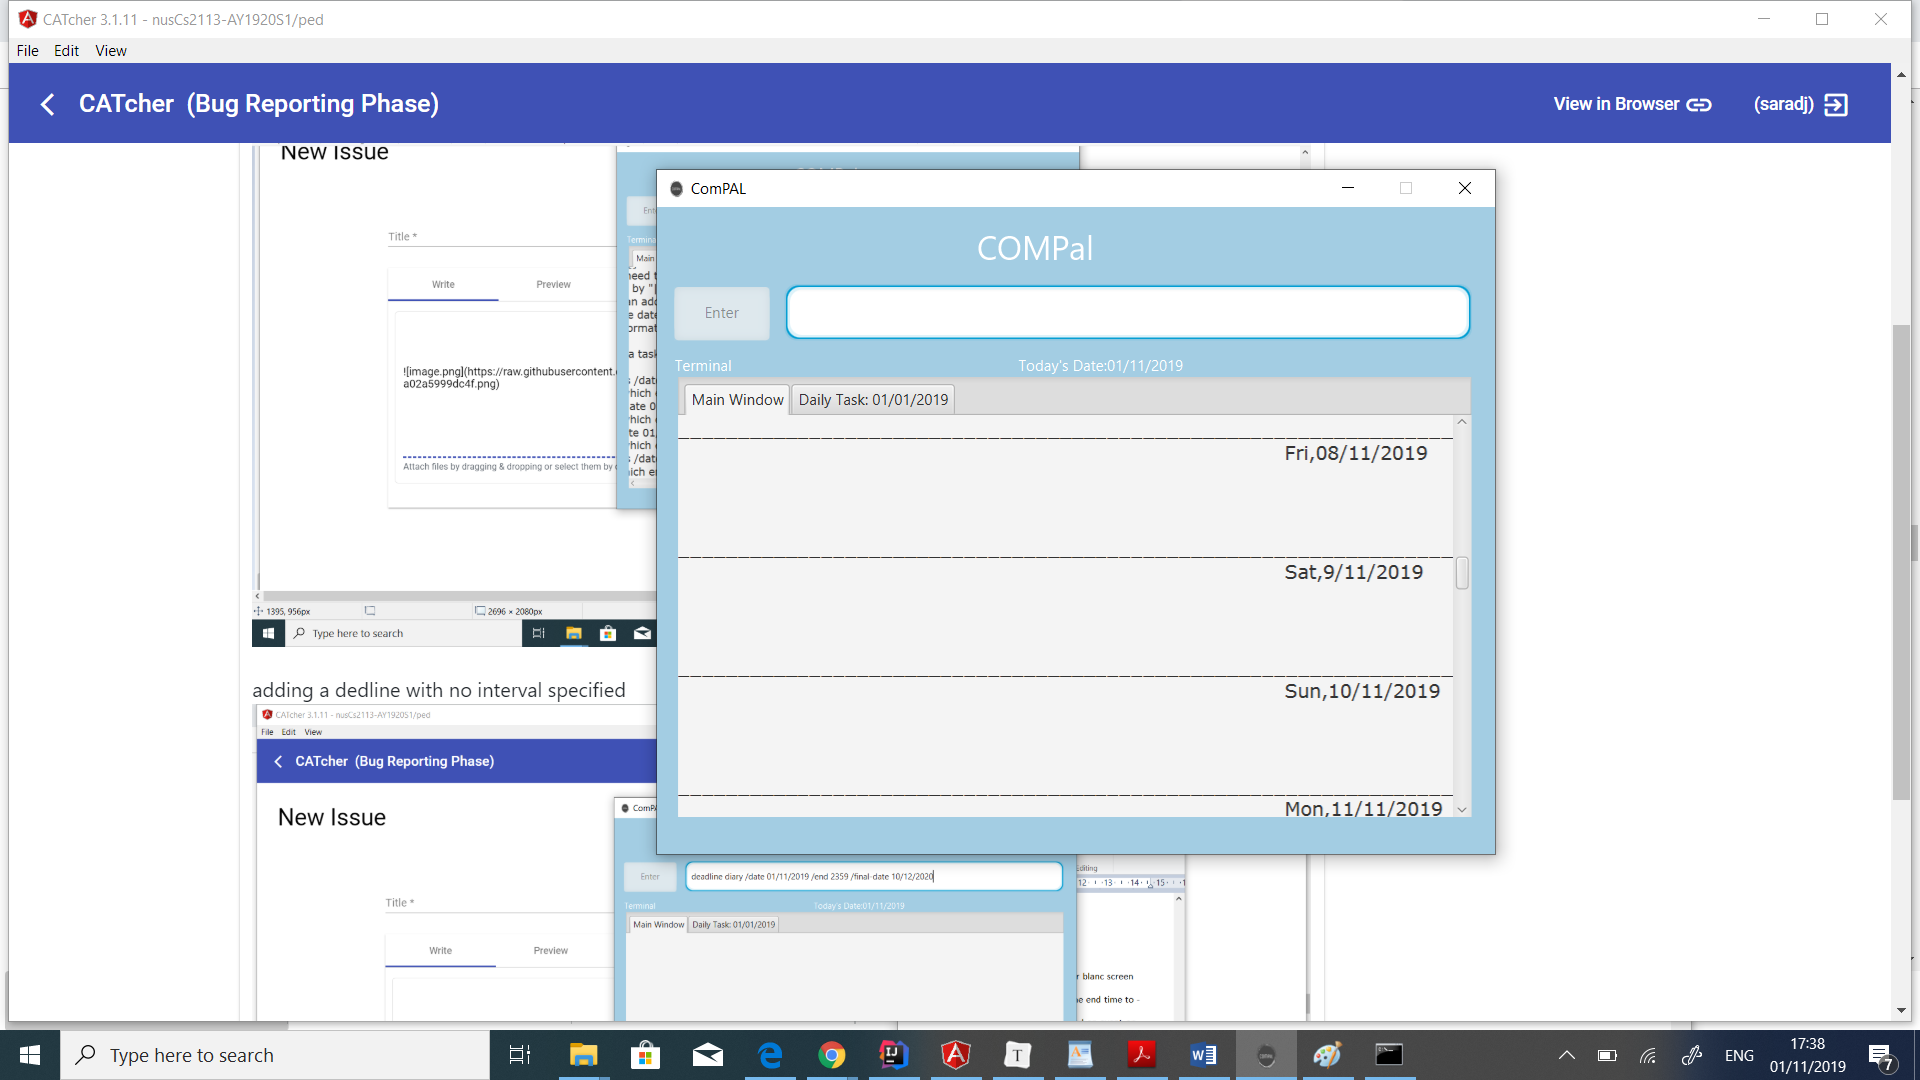 CATcher 3.1.11 - nusCs2113-AY1920S1/ped
File Edit View
CATcher (Bug Reporting Phase)
View in Browser
(saradj)
New Issue
Title *
Write Preview
![image.png](https://raw.githubusercontent.
a02a5999dc4f.png)
Attach files by dragging & dropping or select them by
1395, 956px
2696 × 2080px
Type here to search
ComPAL
COMPal
Enter
Terminal
Today's Date:01/11/2019
Main Window
Daily Task: 01/01/2019
Fri,08/11/2019
Sat,9/11/2019
Sun,10/11/2019
Mon,11/11/2019
adding a dedline with no interval specified
CATcher 3.1.11 - nusCs2113-AY1920S1/ped
File Edit View
CATcher (Bug Reporting Phase)
New Issue
Enter
deadline diary /date 01/11/2019 /end 2359 /final-date 10/12/2020
Terminal
Today's Date:01/11/2019
Main Window
Daily Task: 01/01/2019
Title *
Write Preview
blanc screen
end time to -
Type here to search
ENG
17:38
01/11/2019
7